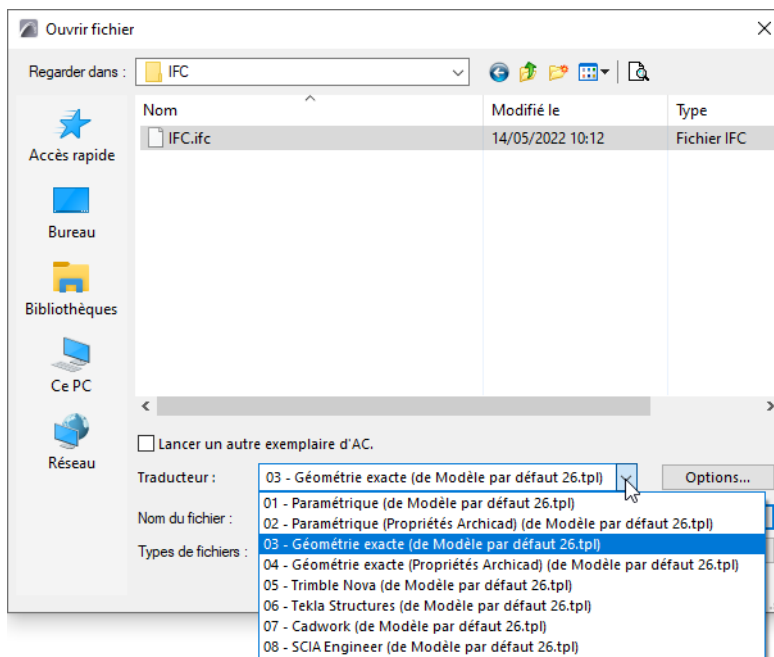 Ouvrir fichier
Regarder dans : IFC
Nom Modifié le Type
IFC.ifc 14/05/2022 10:12 Fichier IFC
Accès rapide
Bureau
Bibliothèques
Ce PC
Réseau
Lancer un autre exemplaire d'AC.
Traducteur : 03 - Géométrie exacte (de Modèle par défaut 26.tpl) Options...
Nom du fichier :
Types de fichiers :
01 - Paramétrique (de Modèle par défaut 26.tpl)
02 - Paramétrique (Propriétés Archicad) (de Modèle par défaut 26.tpl)
03 - Géométrie exacte (de Modèle par défaut 26.tpl)
04 - Géométrie exacte (Propriétés Archicad) (de Modèle par défaut 26.tpl)
05 - Trimble Nova (de Modèle par défaut 26.tpl)
06 - Tekla Structures (de Modèle par défaut 26.tpl)
07 - Cadwork (de Modèle par défaut 26.tpl)
08 - SCIA Engineer (de Modèle par défaut 26.tpl)